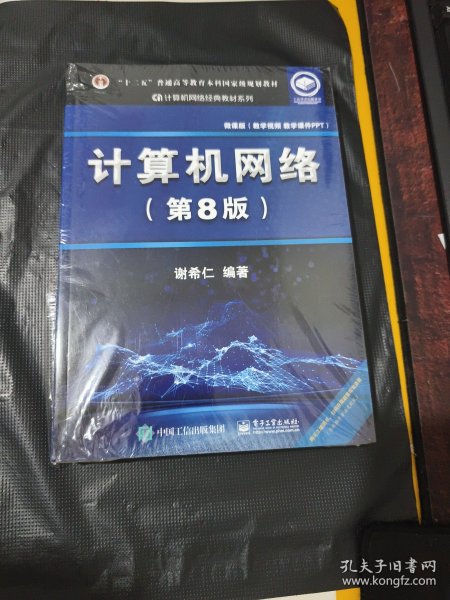 “十二五”普通高等教育本科国家级规划教材
计算机网络经典教材系列
微课版（教学视频 教学课件PPT）
计算机网络
（第8版）
谢希仁 编著
中国工信出版集团
电子工业出版社
孔夫子旧书网
www.kongfz.com